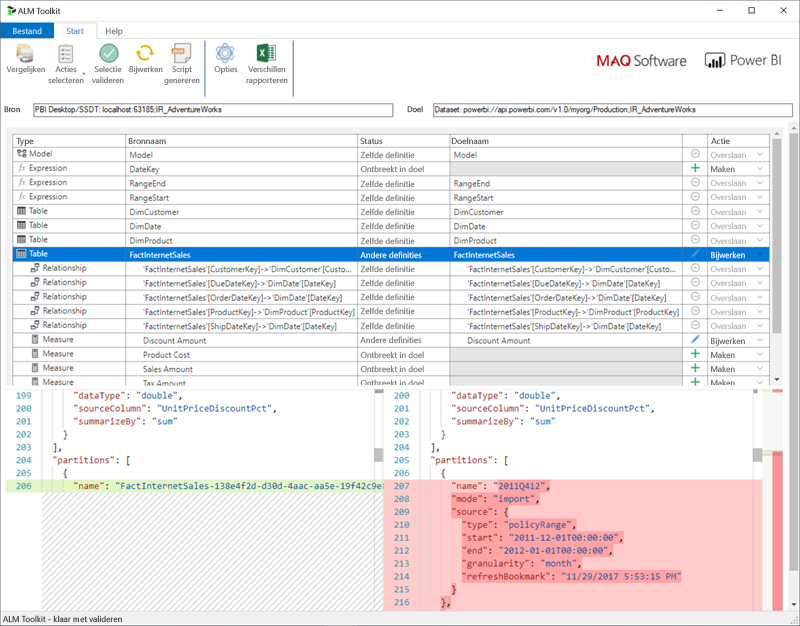 ALM Toolkit
Bestand Start Help
Vergelijken Acties selecteren Selectie valideren Bijwerken Script genereren Opties Verschillen rapporteren
MAQ Software Power BI
Bron PBI Desktop/SSDT: localhost:63185;IR_AdventureWorks Doel Dataset: powerbi://api.powerbi.com/v1.0/myorg/Production;IR_AdventureWorks
Type Bronnaam Status Doelnaam Actie
Model Model Zelfde definitie Model Overslaan
Expression DateKey Ontbreekt in doel Maken
Expression RangeEnd Zelfde definitie RangeEnd Overslaan
Expression RangeStart Zelfde definitie RangeStart Overslaan
Table DimCustomer Zelfde definitie DimCustomer Overslaan
Table DimDate Zelfde definitie DimDate Overslaan
Table DimProduct Zelfde definitie DimProduct Overslaan
Table FactInternetSales Andere definities FactInternetSales Bijwerken
Relationship 'FactInternetSales'[CustomerKey]->'DimCustomer'[Custo... Zelfde definitie 'FactInternetSales'[CustomerKey]->'DimCustomer'[Custo... Overslaan
Relationship 'FactInternetSales'[DueDateKey]->'DimDate'[DateKey] Zelfde definitie 'FactInternetSales'[DueDateKey]->'DimDate'[DateKey] Overslaan
Relationship 'FactInternetSales'[OrderDateKey]->'DimDate'[DateKey] Zelfde definitie 'FactInternetSales'[OrderDateKey]->'DimDate'[DateKey] Overslaan
Relationship 'FactInternetSales'[ProductKey]->'DimProduct'[ProductKey] Zelfde definitie 'FactInternetSales'[ProductKey]->'DimProduct'[ProductKey] Overslaan
Relationship 'FactInternetSales'[ShipDateKey]->'DimDate'[DateKey] Zelfde definitie 'FactInternetSales'[ShipDateKey]->'DimDate'[DateKey] Overslaan
Measure Discount Amount Andere definities Discount Amount Bijwerken
Measure Product Cost Ontbreekt in doel Maken
Measure Sales Amount Ontbreekt in doel Maken
Measure Tax Amount Ontbreekt in doel Maken
199 "dataType": "double",
200 "sourceColumn": "UnitPriceDiscountPct",
201 "summarizeBy": "sum"
202 }
203 ],
204 "partitions": [
205 {
206 "name": "FactInternetSales-138e4f2d-d30d-4aac-aa5e-19f42c9e8
200 "dataType": "double",
201 "sourceColumn": "UnitPriceDiscountPct",
202 "summarizeBy": "sum"
203 }
204 ],
205 "partitions": [
206 {
207 "name": "2011Q412",
208 "mode": "import",
209 "source": {
210 "type": "policyRange",
211 "start": "2011-12-01T00:00:00",
212 "end": "2012-01-01T00:00:00",
213 "granularity": "month",
214 "refreshBookmark": "11/29/2017 5:53:15 PM"
215 }
216 },
ALM Toolkit - klaar met valideren